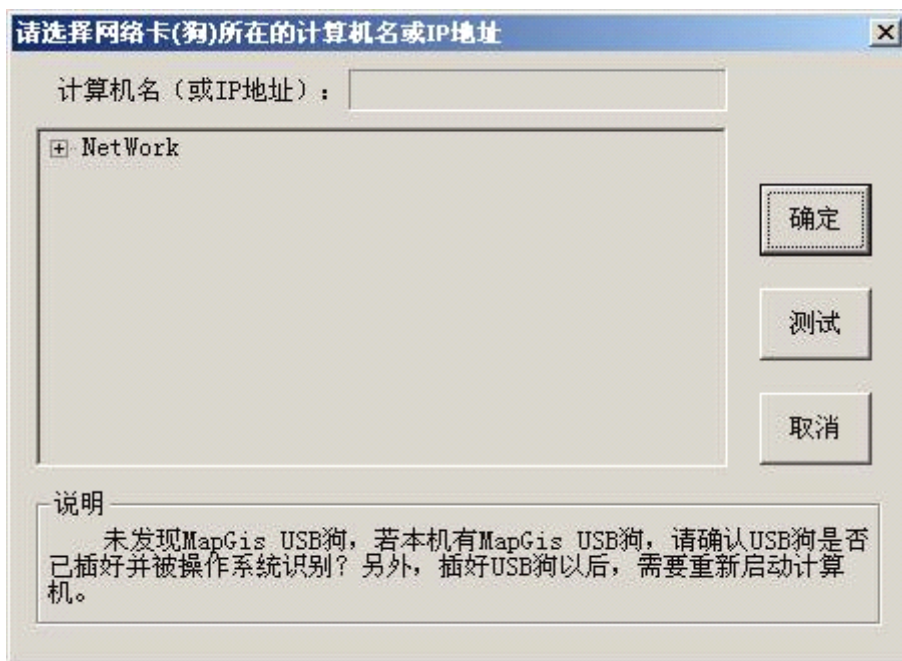 请选择网络卡(狗)所在的计算机名或IP地址
计算机名（或IP地址）：
NetWork
确定
测试
取消
说明
未发现MapGis USB狗，若本机有MapGis USB狗，请确认USB狗是否
已插好并被操作系统识别？另外，插好USB狗以后，需要重新启动计算
机。